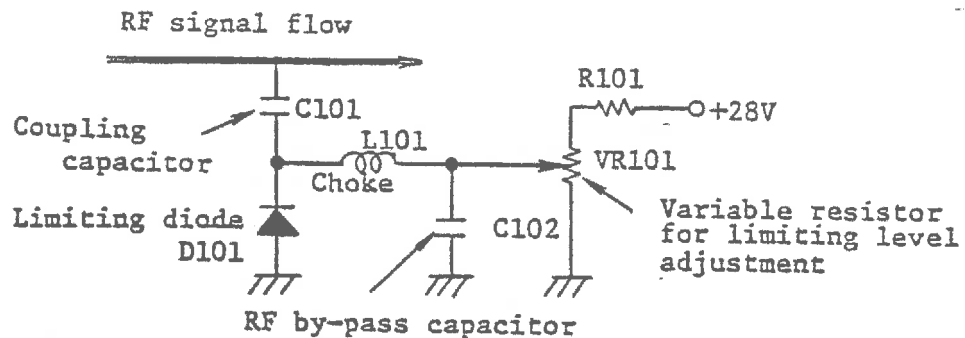 RF signal flow
R101
+28V
C101
Coupling
capacitor
L101
Choke
VR101
Limiting diode
D101
C102
Variable resistor
for limiting level
adjustment
RF by-pass capacitor